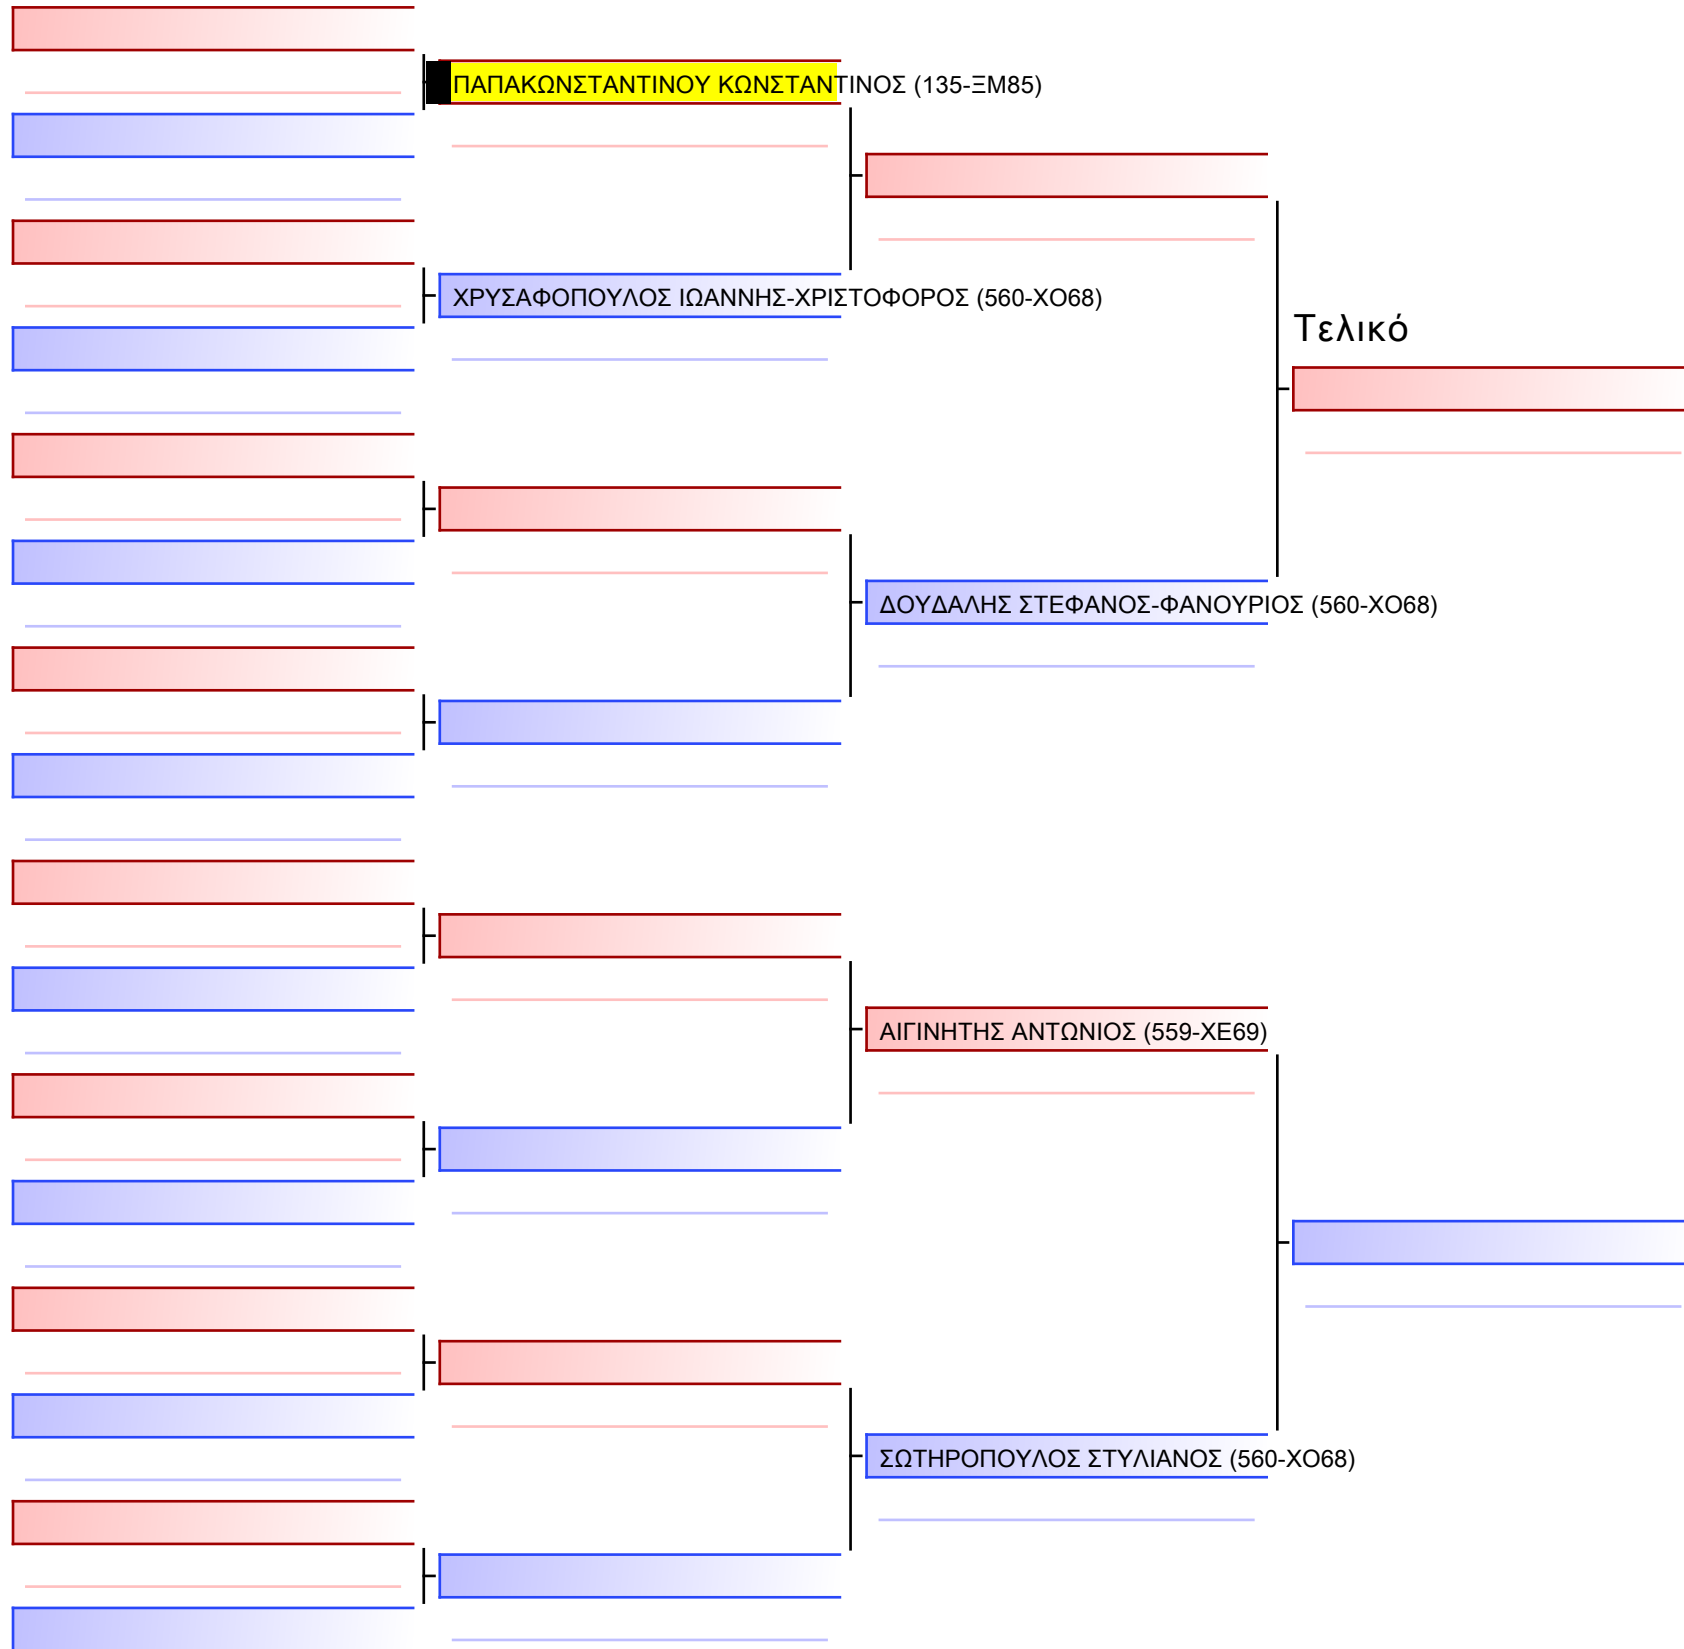 ΠΑΠΑΚΩΝΣΤΑΝΤΙΝΟΥ ΚΩΝΣΤΑΝΤΙΝΟΣ (135-ΞΜ85)
ΧΡΥΣΑΦΟΠΟΥΛΟΣ ΙΩΑΝΝΗΣ-ΧΡΙΣΤΟΦΟΡΟΣ (560-ΧΟ68)
Τελικό
ΔΟΥΔΑΛΗΣ ΣΤΕΦΑΝΟΣ-ΦΑΝΟΥΡΙΟΣ (560-ΧΟ68)
ΑΙΓΙΝΗΤΗΣ ΑΝΤΩΝΙΟΣ (559-ΧΕ69)
ΣΩΤΗΡΟΠΟΥΛΟΣ ΣΤΥΛΙΑΝΟΣ (560-ΧΟ68)